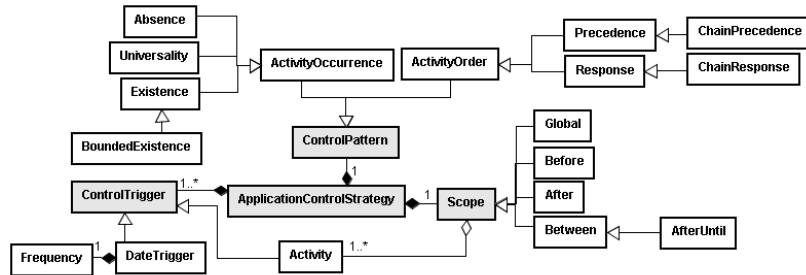 Absence
Universality
Existence
BoundedExistence
ActivityOccurrence
ActivityOrder
Precedence
ChainPrecedence
Response
ChainResponse
ControlPattern
1
ControlTrigger
1..*
ApplicationControlStrategy
1
Scope
Global
Before
After
Between
AfterUntil
Frequency
1
DateTrigger
Activity
1..*